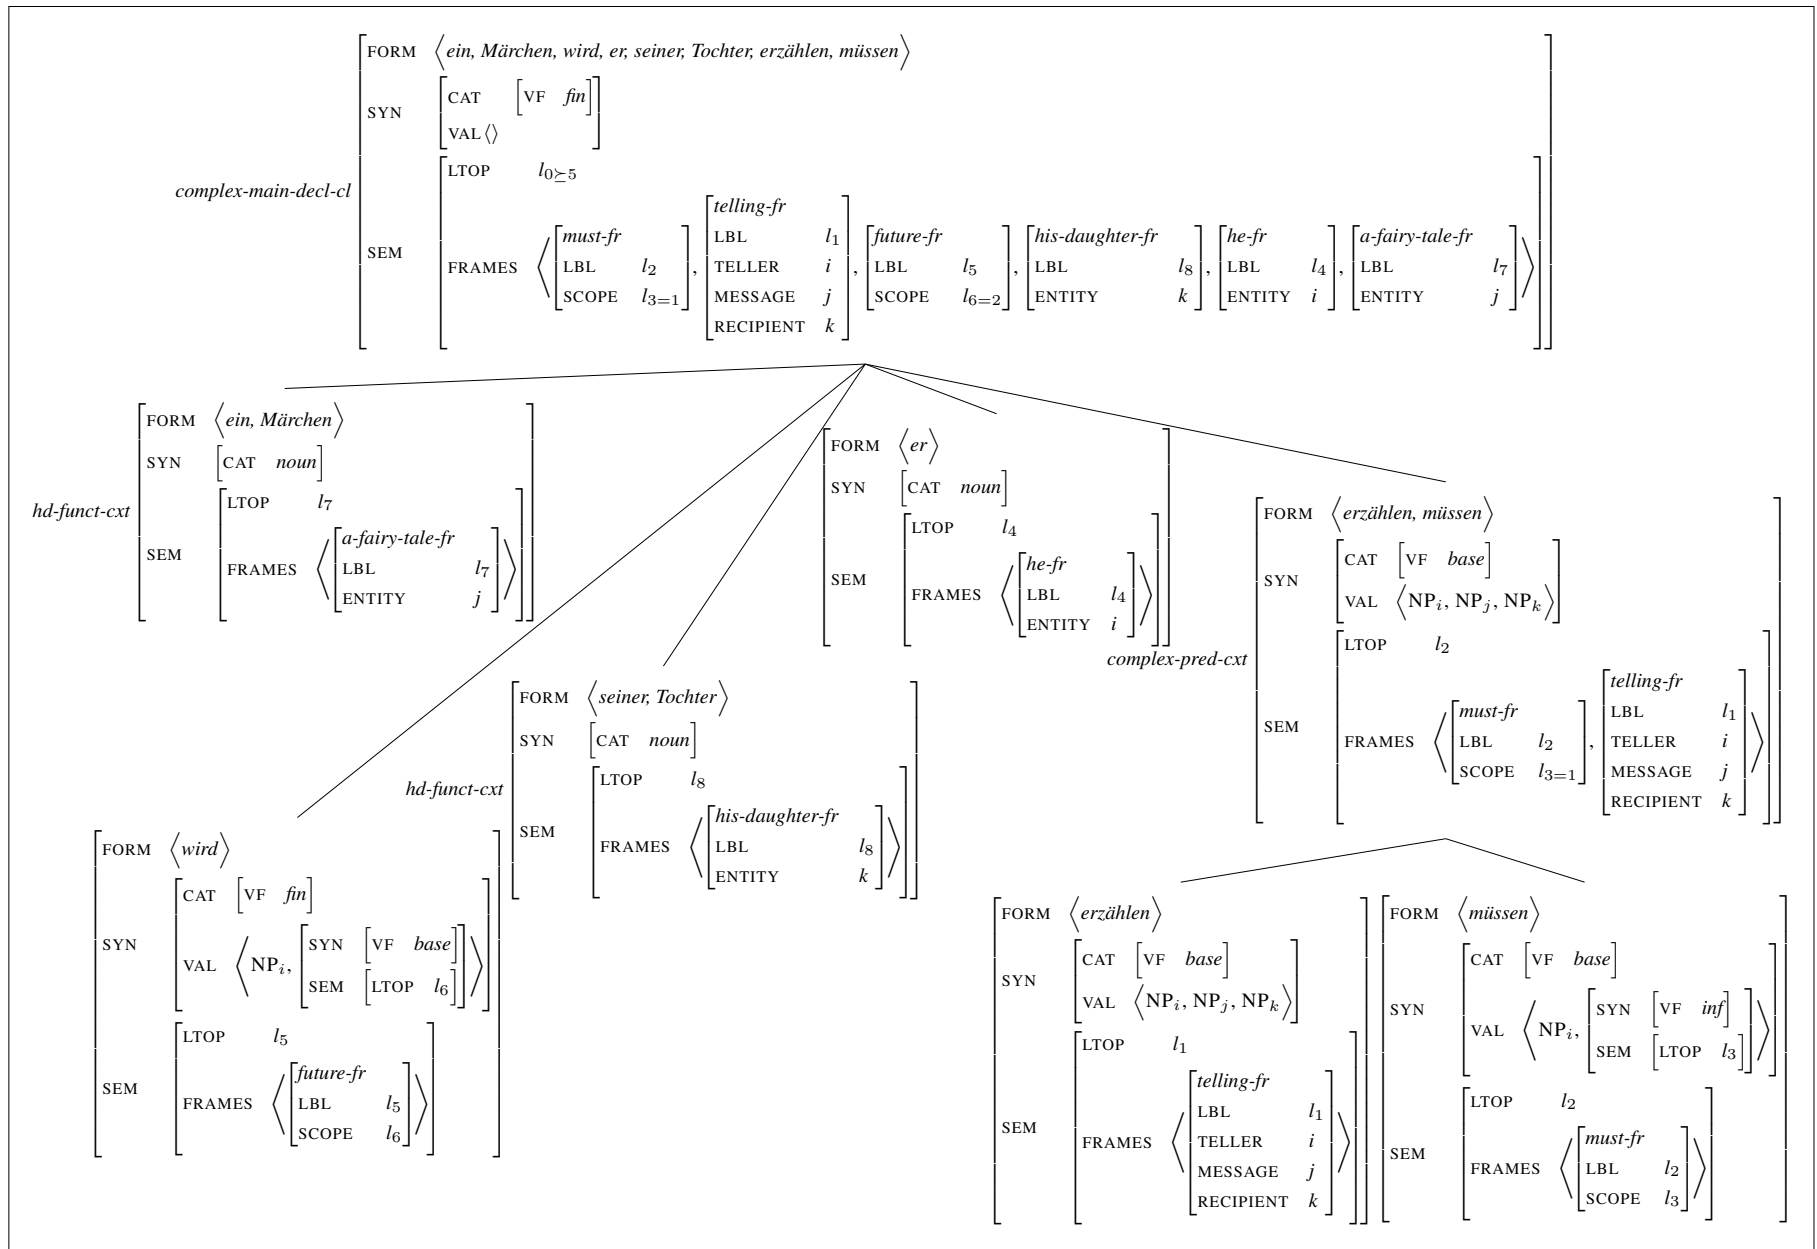 FORM ⟨ein, Märchen, wird, er, seiner, Tochter, erzählen, müssen⟩
SYN [CAT [VF fin]
VAL ⟨⟩]
complex-main-decl-cl
SEM [LTOP l0⪰5
FRAMES ⟨[must-fr
LBL l2
SCOPE l3=1],
[telling-fr
LBL l1
TELLER i
MESSAGE j
RECIPIENT k],
[future-fr
LBL l5
SCOPE l6=2],
[his-daughter-fr
LBL l8
ENTITY k],
[he-fr
LBL l4
ENTITY i],
[a-fairy-tale-fr
LBL l7
ENTITY j]⟩]
hd-funct-cxt
FORM ⟨ein, Märchen⟩
SYN [CAT noun]
SEM [LTOP l7
FRAMES ⟨[a-fairy-tale-fr
LBL l7
ENTITY j]⟩]
FORM ⟨er⟩
SYN [CAT noun]
SEM [LTOP l4
FRAMES ⟨[he-fr
LBL l4
ENTITY i]⟩]
complex-pred-cxt
FORM ⟨erzählen, müssen⟩
SYN [CAT [VF base]
VAL ⟨NPi, NPj, NPk⟩]
SEM [LTOP l2
FRAMES ⟨[must-fr
LBL l2
SCOPE l3=1],
[telling-fr
LBL l1
TELLER i
MESSAGE j
RECIPIENT k]⟩]
hd-funct-cxt
FORM ⟨seiner, Tochter⟩
SYN [CAT noun]
SEM [LTOP l8
FRAMES ⟨[his-daughter-fr
LBL l8
ENTITY k]⟩]
FORM ⟨wird⟩
SYN [CAT [VF fin]
VAL ⟨NPi, [SYN [VF base]
SEM [LTOP l6]]⟩]
SEM [LTOP l5
FRAMES ⟨[future-fr
LBL l5
SCOPE l6]⟩]
FORM ⟨erzählen⟩
SYN [CAT [VF base]
VAL ⟨NPi, NPj, NPk⟩]
SEM [LTOP l1
FRAMES ⟨[telling-fr
LBL l1
TELLER i
MESSAGE j
RECIPIENT k]⟩]
FORM ⟨müssen⟩
SYN [CAT [VF base]
VAL ⟨NPi, [SYN [VF inf]
SEM [LTOP l3]]⟩]
SEM [LTOP l2
FRAMES ⟨[must-fr
LBL l2
SCOPE l3]⟩]